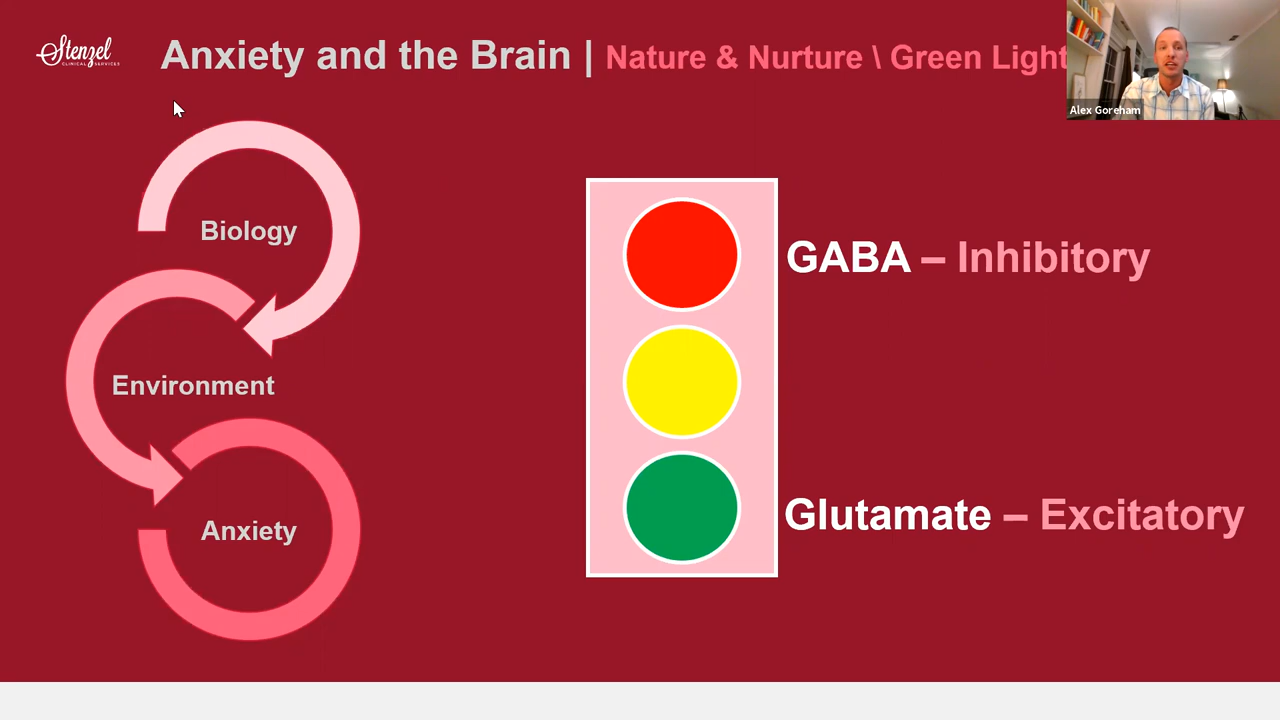 Stenzel
CLINICAL SERVICES
Anxiety and the Brain | Nature & Nurture \ Green Light
Alex Goreham
Biology
Environment
Anxiety
GABA – Inhibitory
Glutamate – Excitatory